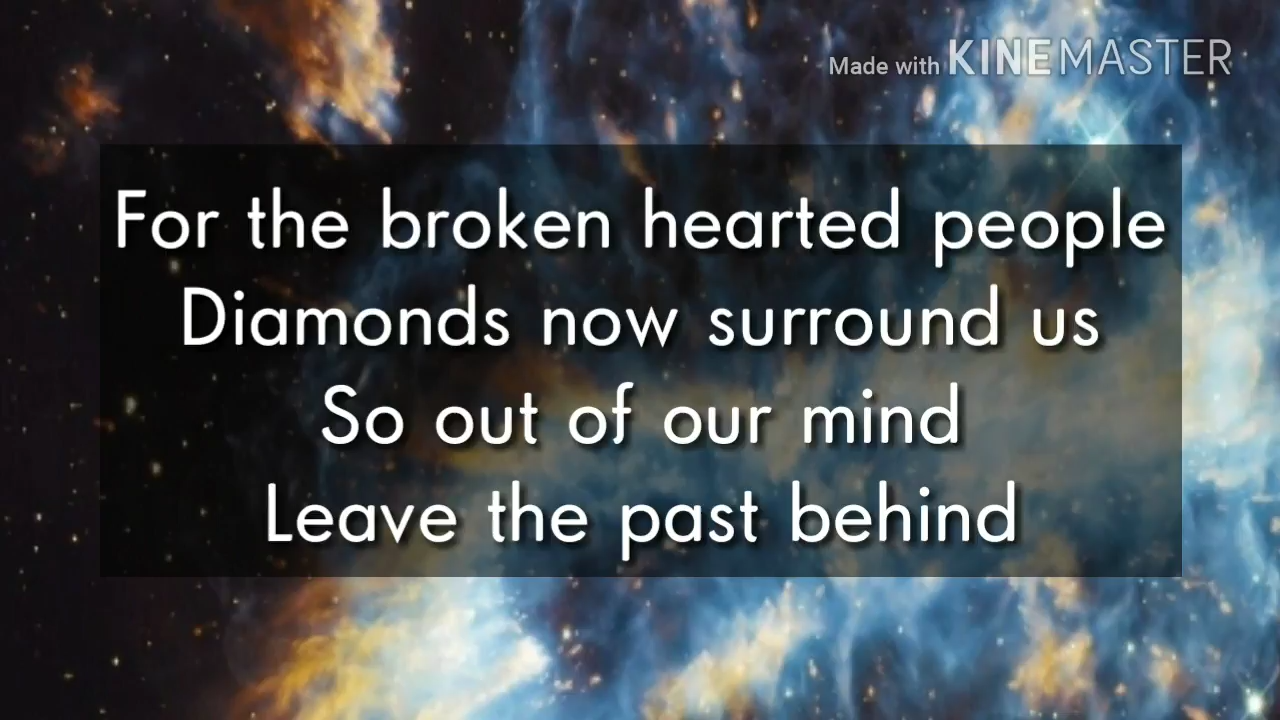 Made with KINEMASTER
For the broken hearted people
Diamonds now surround us
So out of our mind
Leave the past behind